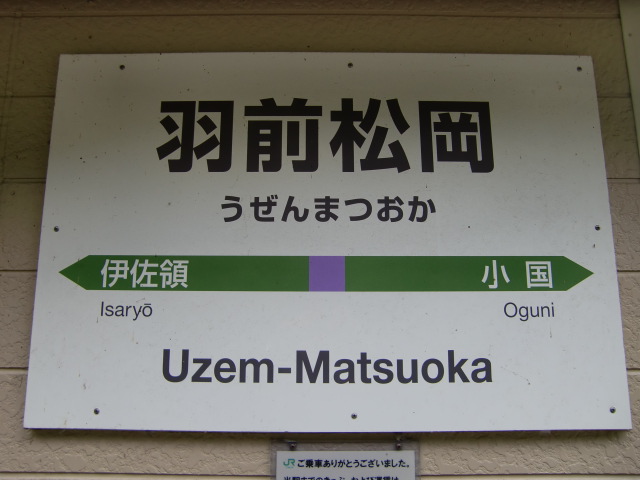 羽前松岡
うぜんまつおか
伊佐領 小国
Isaryō Oguni
Uzem-Matsuoka
JR ご乗車ありがとうございました。